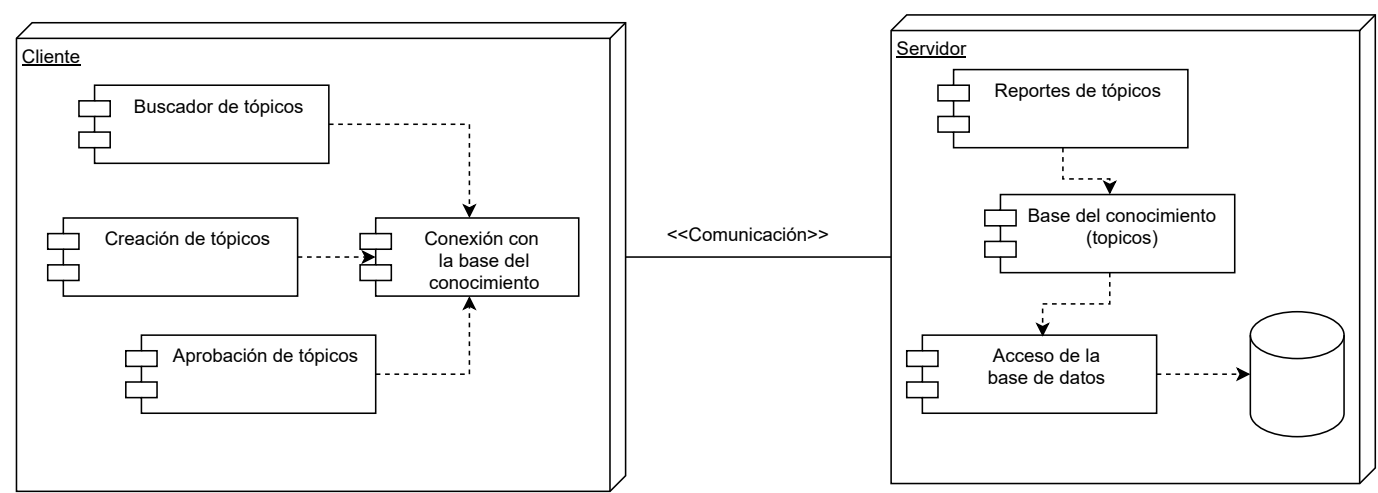 Cliente
Buscador de tópicos
Creación de tópicos
Conexión con
la base del
conocimiento
Aprobación de tópicos
<<Comunicación>>
Servidor
Reportes de tópicos
Base del conocimiento
(topicos)
Acceso de la
base de datos